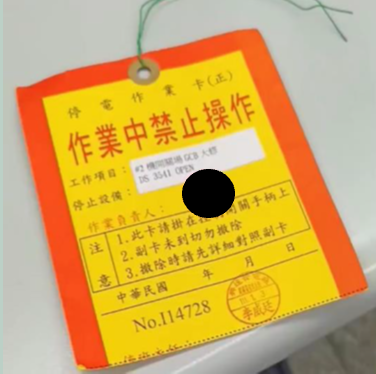 停電作業卡(正)
作業中禁止操作
工作項目:#2機開關場GCB大修
停止設備:DS 3541 OPEN
作業負責人:
注意
1.此卡請掛在控制開關手柄上
2.副卡未到切勿撤除
3.撤除時請先詳細對照副卡
中華民國 年 月 日
No.114728